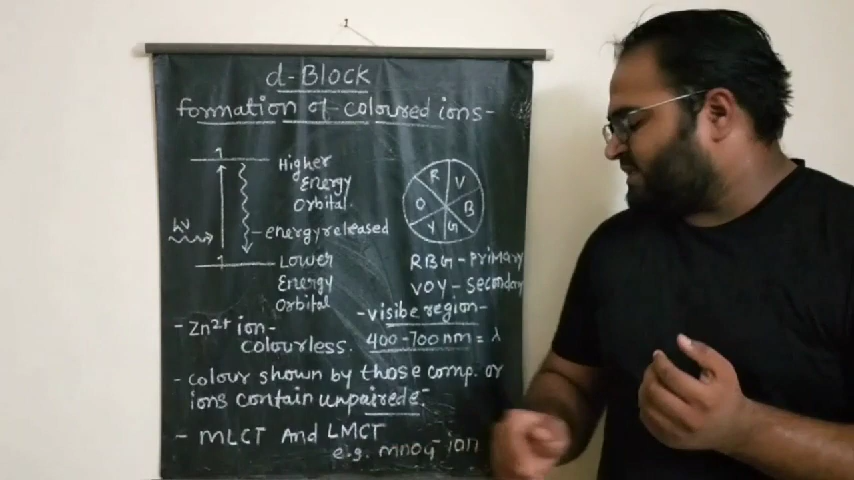 d-BLOCK
formation of coloured ions-
Higher
Energy
Orbital.
hν
energy released
Lower
Energy
Orbital
R V
O B
Y G
RBG - primary
VOY - secondary
- visibe region -
400-700 nm = λ
- Zn²⁺ ion-
colourless.
- colour shown by those comp. or
ions contain unpaired e⁻
- MLCT And LMCT
e.g. mno₄⁻ ion